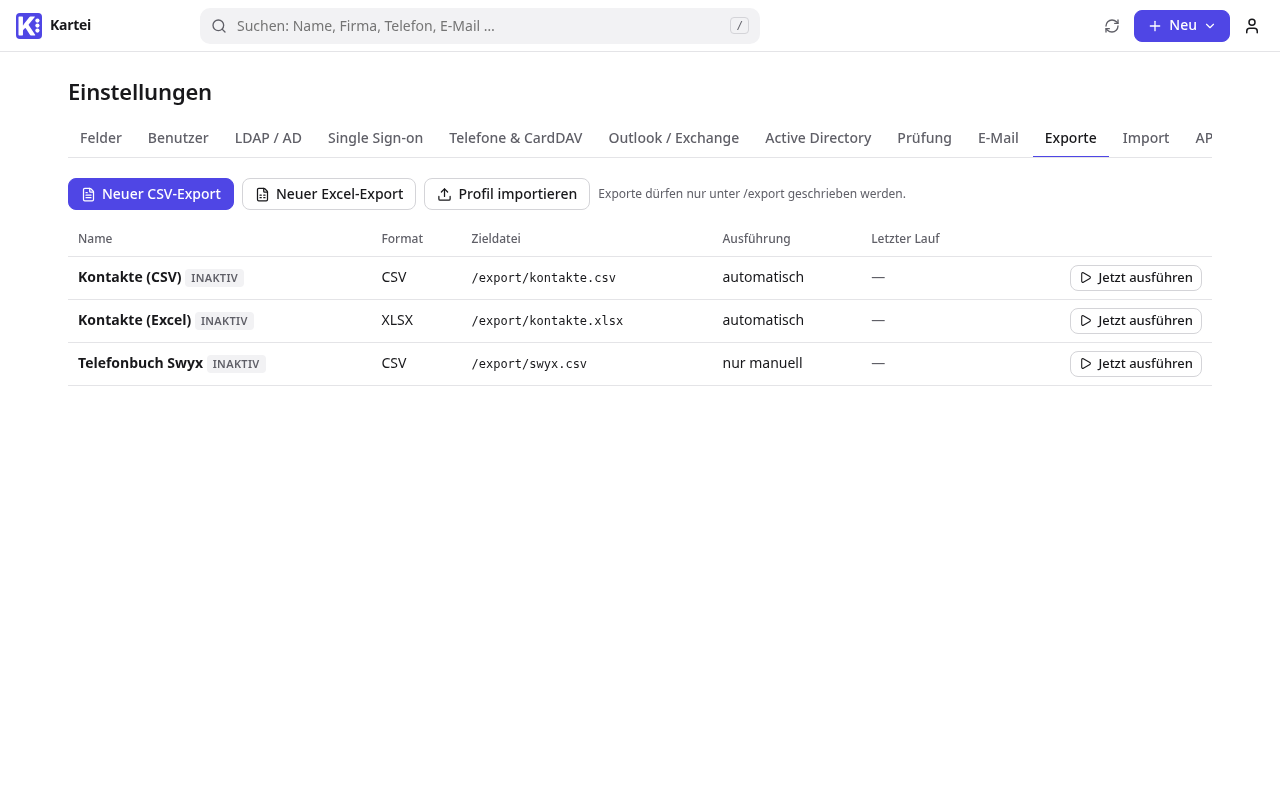 Kartei
Suchen: Name, Firma, Telefon, E-Mail ...
/
Neu
Einstellungen
Felder Benutzer LDAP / AD Single Sign-on Telefone & CardDAV Outlook / Exchange Active Directory Prüfung E-Mail Exporte Import AP
Neuer CSV-Export Neuer Excel-Export Profil importieren Exporte dürfen nur unter /export geschrieben werden.
Name Format Zieldatei Ausführung Letzter Lauf
Kontakte (CSV) INAKTIV CSV /export/kontakte.csv automatisch — Jetzt ausführen
Kontakte (Excel) INAKTIV XLSX /export/kontakte.xlsx automatisch — Jetzt ausführen
Telefonbuch Swyx INAKTIV CSV /export/swyx.csv nur manuell — Jetzt ausführen